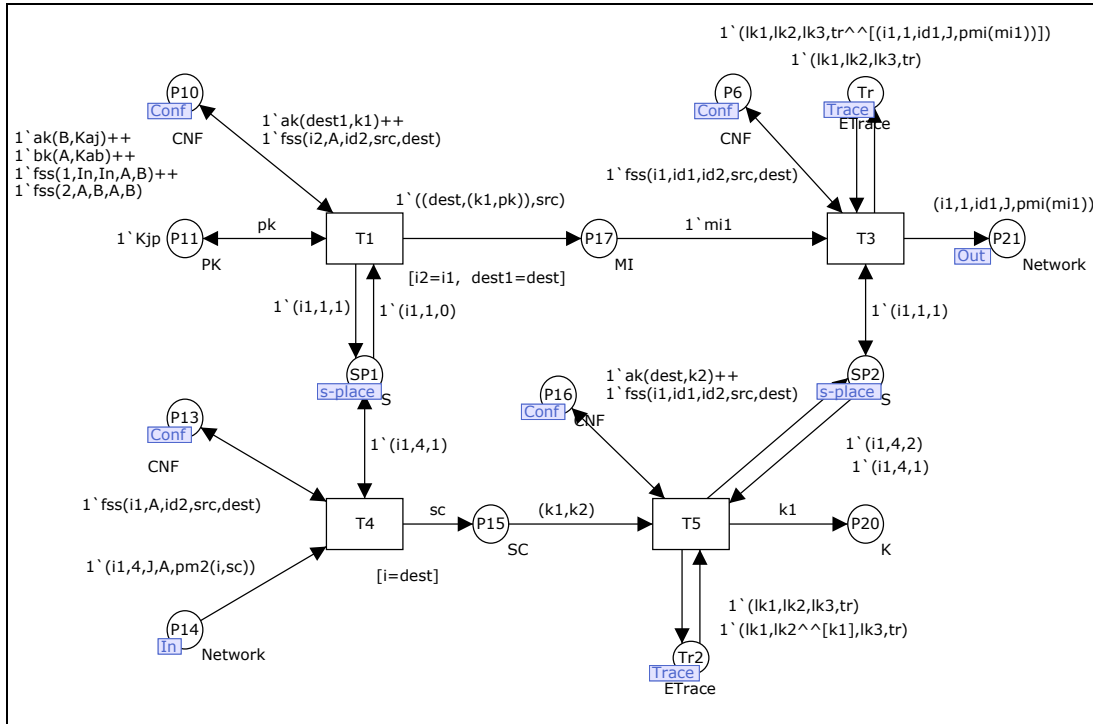 1`(lk1,lk2,lk3,tr^^[(i1,1,id1,J,pmi(mi1))])
1`(lk1,lk2,lk3,tr)
P10
Conf
CNF
1`ak(dest1,k1)++
1`fss(i2,A,id2,src,dest)
P6
Conf
CNF
Tr
Trace
ETrace
1`ak(B,Kaj)++
1`bk(A,Kab)++
1`fss(1,In,In,A,B)++
1`fss(2,A,B,A,B)
1`fss(i1,id1,id2,src,dest)
1`((dest,(k1,pk)),src)
(i1,1,id1,J,pmi(mi1))
1`Kjp
P11
PK
pk
T1
P17
MI
1`mi1
T3
P21
Out
Network
[i2=i1, dest1=dest]
1`(i1,1,1)
1`(i1,1,0)
1`(i1,1,1)
SP1
s-place
S
P16
Conf
CNF
1`ak(dest,k2)++
1`fss(i1,id1,id2,src,dest)
SP2
s-place
S
P13
Conf
CNF
1`(i1,4,1)
1`(i1,4,2)
1`(i1,4,1)
1`fss(i1,A,id2,src,dest)
T4
sc
P15
SC
(k1,k2)
T5
k1
P20
K
1`(i1,4,J,A,pm2(i,sc))
[i=dest]
P14
In
Network
1`(lk1,lk2,lk3,tr)
1`(lk1,lk2^^[k1],lk3,tr)
Tr2
Trace
ETrace